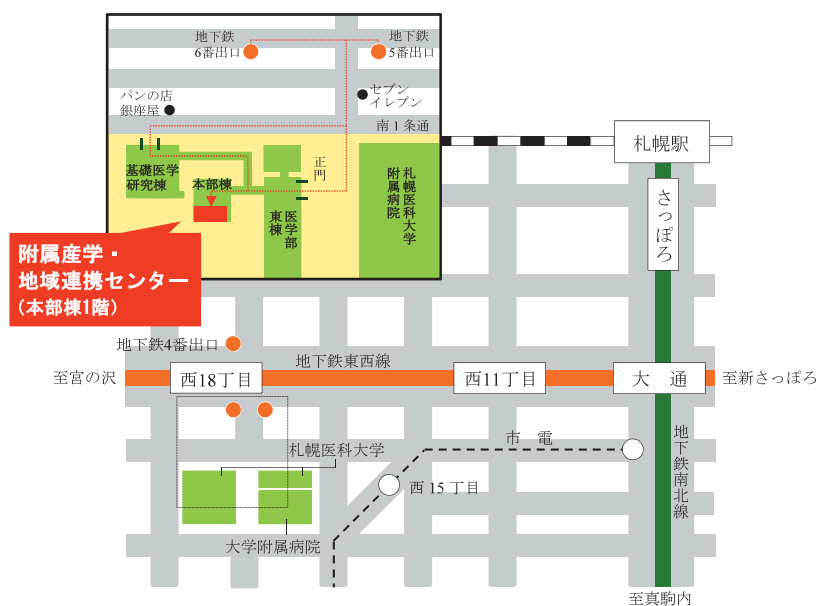 地下鉄
6番出口
地下鉄
5番出口
パンの店
銀座屋
セブン
イレブン
南1条通
基礎医学
研究棟
本部棟
正門
医学部
東棟
札幌医科大学
附属病院
附属産学・
地域連携センター
(本部棟1階)
札幌駅
さっぽろ
地下鉄4番出口
地下鉄東西線
至宮の沢
西18丁目
西11丁目
大通
至新さっぽろ
市電
札幌医科大学
西15丁目
地下鉄南北線
大学附属病院
至真駒内